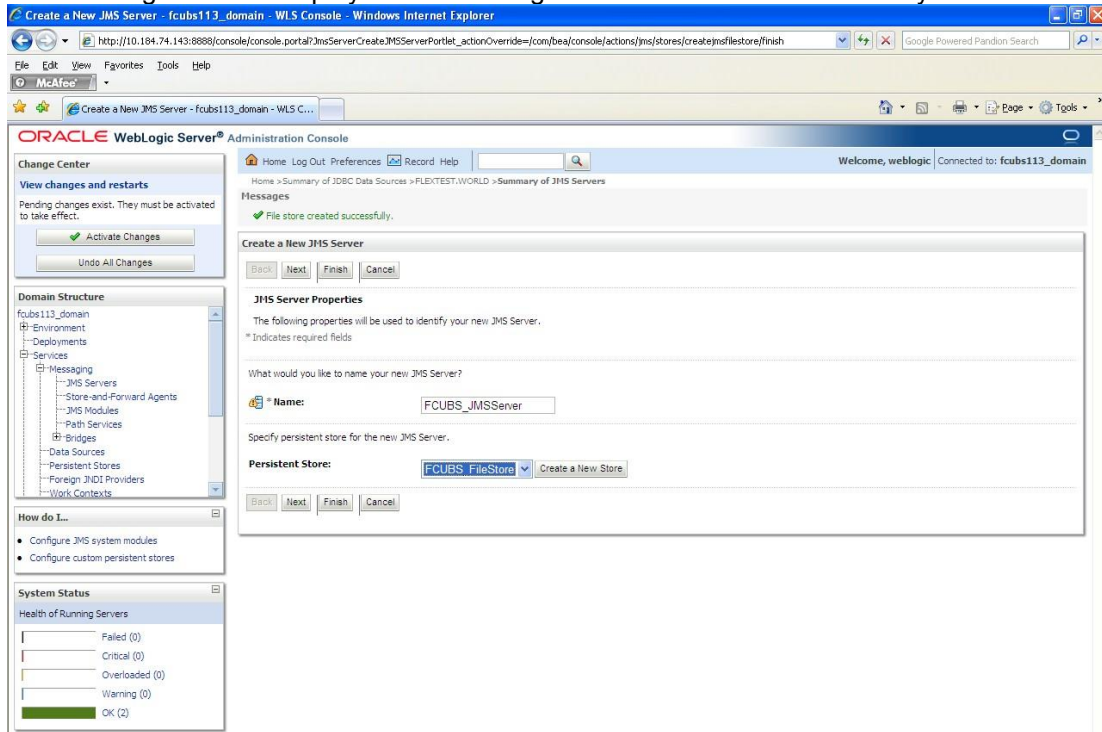 Create a New JMS Server - fcubs113_domain - WLS Console - Windows Internet Explorer
http://10.184.74.143:8888/console/console.portal?JmsServerCreateJMSServerPortlet_actionOverride=/com/bea/console/actions/jms/stores/createjmsfilestore/finish
Google Powered Pandion Search
File Edit View Favorites Tools Help
McAfee
Create a New JMS Server - fcubs113_domain - WLS C...
Page Tools
ORACLE WebLogic Server® Administration Console
Change Center
View changes and restarts
Pending changes exist. They must be activated
to take effect.
Activate Changes
Undo All Changes
Domain Structure
fcubs113_domain
Environment
Deployments
Services
Messaging
JMS Servers
Store-and-Forward Agents
JMS Modules
Path Services
Bridges
Data Sources
Persistent Stores
Foreign JNDI Providers
Work Contexts
How do I...
Configure JMS system modules
Configure custom persistent stores
System Status
Health of Running Servers
Failed (0)
Critical (0)
Overloaded (0)
Warning (0)
OK (2)
Home Log Out Preferences Record Help
Welcome, weblogic Connected to: fcubs113_domain
Home >Summary of JDBC Data Sources >FLEXTEST.WORLD >Summary of JMS Servers
Messages
File store created successfully.
Create a New JMS Server
Back Next Finish Cancel
JMS Server Properties
The following properties will be used to identify your new JMS Server.
* Indicates required fields
What would you like to name your new JMS Server?
* Name: FCUBS_JMSServer
Specify persistent store for the new JMS Server.
Persistent Store: FCUBS_FileStore Create a New Store
Back Next Finish Cancel